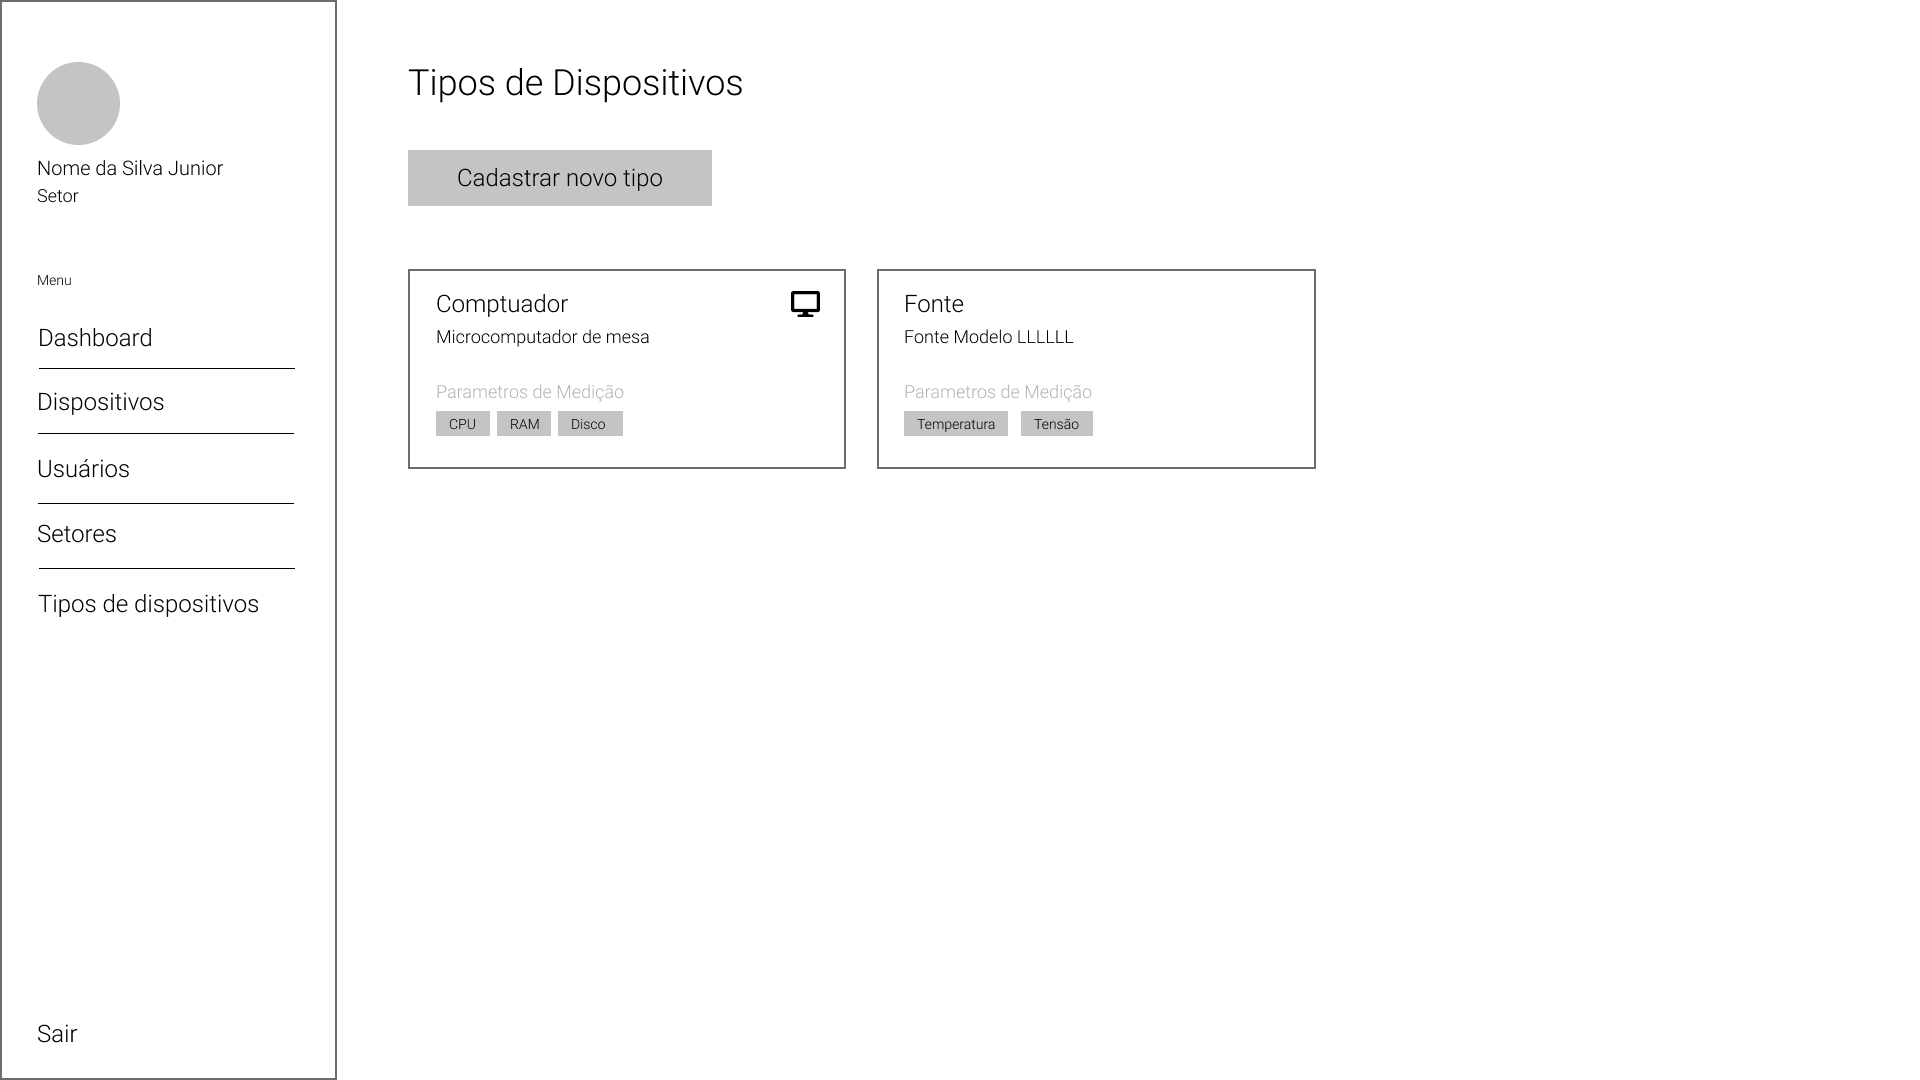 Nome da Silva Junior
Setor
Menu
Dashboard
Dispositivos
Usuários
Setores
Tipos de dispositivos
Sair
Tipos de Dispositivos
Cadastrar novo tipo
Comptuador
Microcomputador de mesa
Parametros de Medição
CPU RAM Disco
Fonte
Fonte Modelo LLLLLL
Parametros de Medição
Temperatura Tensão